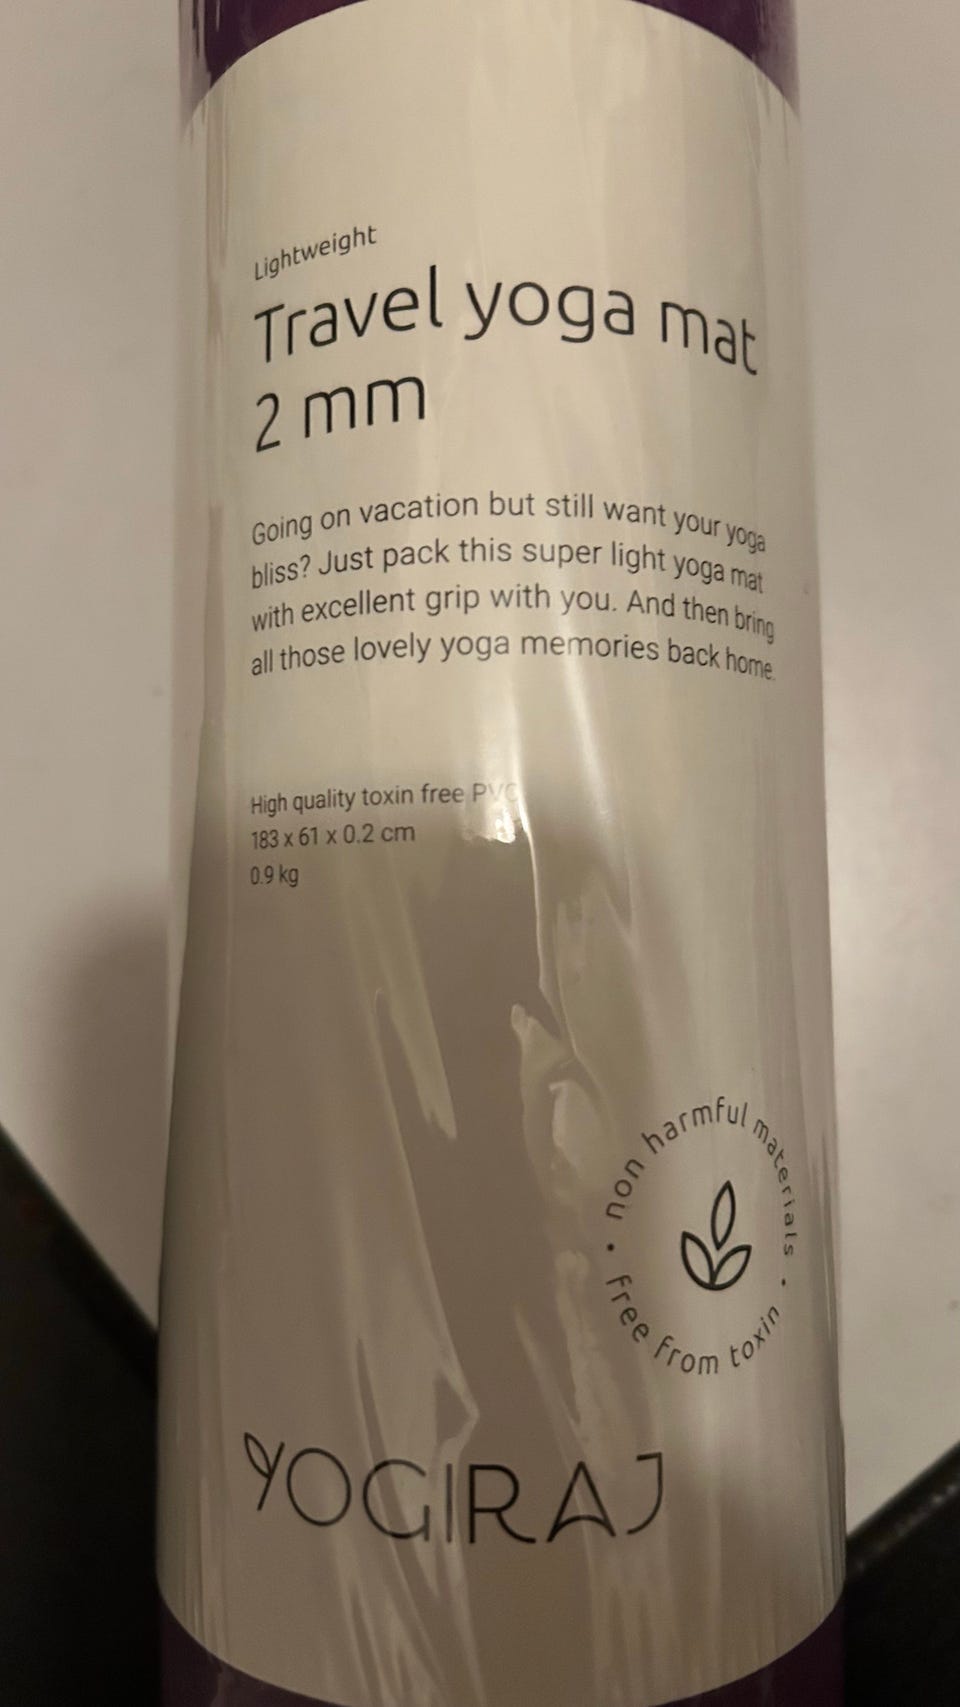 Lightweight
Travel yoga mat
2 mm
Going on vacation but still want your yoga
bliss? Just pack this super light yoga mat
with excellent grip with you. And then bring
all those lovely yoga memories back home.
High quality toxin free PVC
183 x 61 x 0.2 cm
0.9 kg
non harmful materials •
free from toxin •
YOGIRAJ